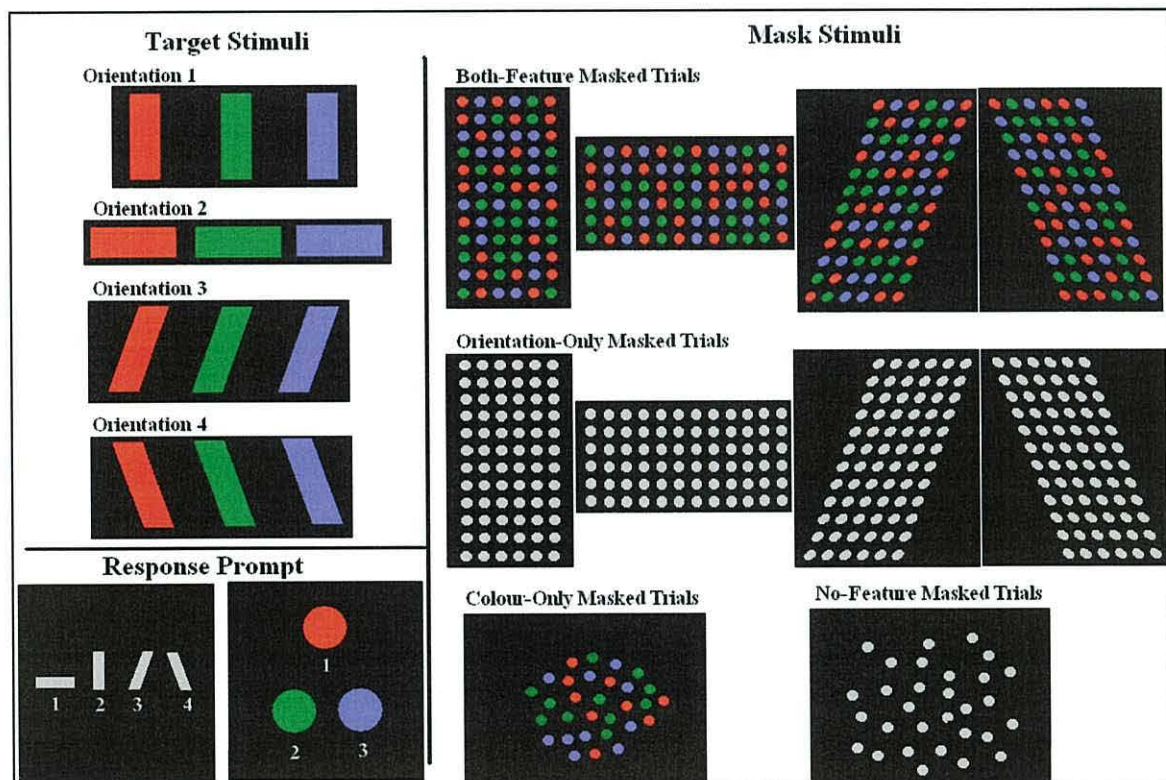 Target Stimuli
Orientation 1
Orientation 2
Orientation 3
Orientation 4
Response Prompt
1 2 3 4
1
2 3
Mask Stimuli
Both-Feature Masked Trials
Orientation-Only Masked Trials
Colour-Only Masked Trials
No-Feature Masked Trials